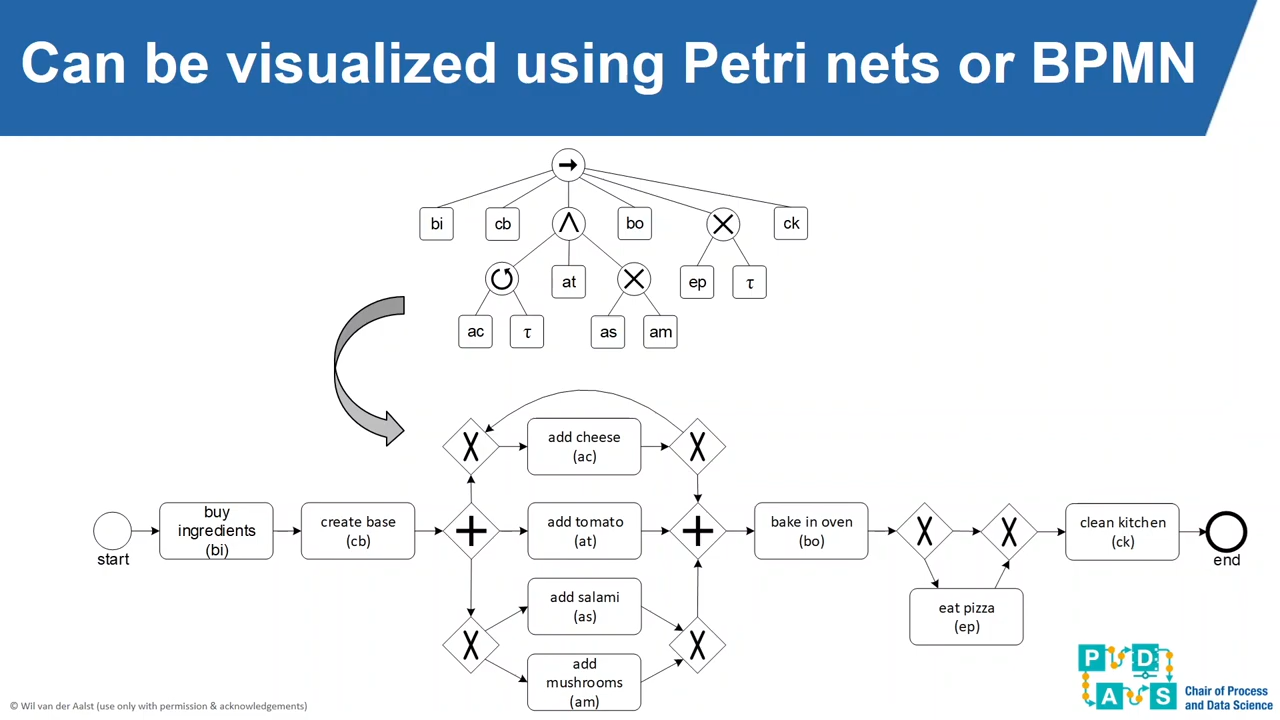 Can be visualized using Petri nets or BPMN
→
bi
cb
∧
bo
×
ck
↻
at
×
ep
τ
ac
τ
as
am
add cheese
(ac)
buy
ingredients
(bi)
create base
(cb)
add tomato
(at)
bake in oven
(bo)
clean kitchen
(ck)
start
end
add salami
(as)
eat pizza
(ep)
add
mushrooms
(am)
P D
A S
Chair of Process
and Data Science
© Wil van der Aalst (use only with permission & acknowledgements)